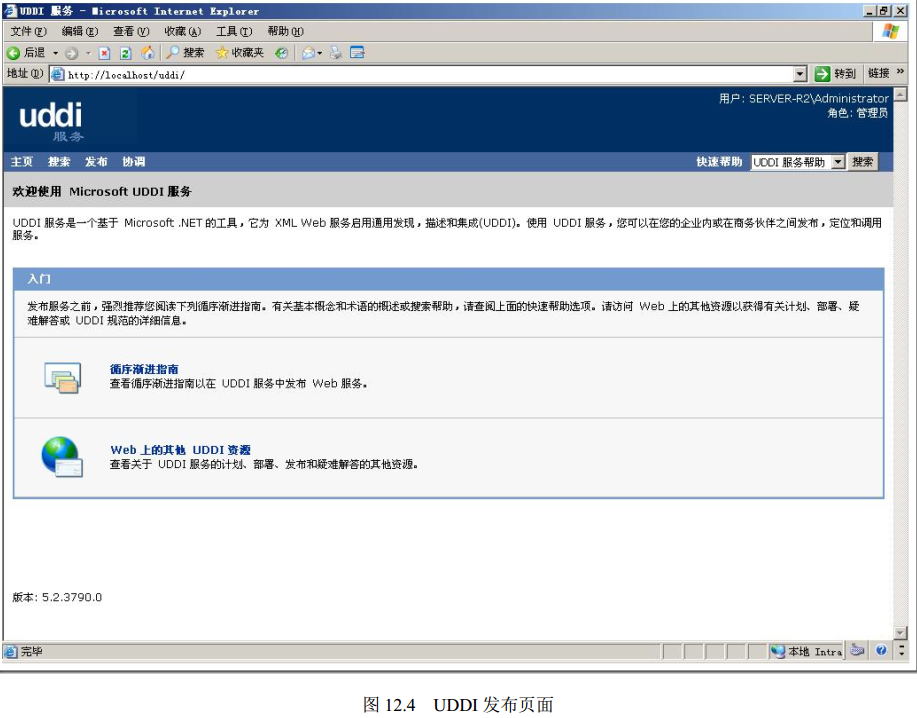 UDDI 服务 - Microsoft Internet Explorer
文件(F) 编辑(E) 查看(V) 收藏(A) 工具(T) 帮助(H)
后退 搜索 收藏夹
地址(D) http://localhost/uddi/ 转到 链接 »
用户: SERVER-R2\Administrator
角色: 管理员
uddi
服务
主页 搜索 发布 协调 快速帮助 UDDI 服务帮助 搜索
欢迎使用 Microsoft UDDI 服务
UDDI 服务是一个基于 Microsoft .NET 的工具，它为 XML Web 服务启用通用发现，描述和集成(UDDI)。使用 UDDI 服务，您可以在您的企业内或在商务伙伴之间发布，定位和调用
服务。
入门
发布服务之前，强烈推荐您阅读下列循序渐进指南。有关基本概念和术语的概述或搜索帮助，请查阅上面的快速帮助选项。请访问 Web 上的其他资源以获得有关计划、部署、疑
难解答或 UDDI 规范的详细信息。
循序渐进指南
查看循序渐进指南以在 UDDI 服务中发布 Web 服务。
Web 上的其他 UDDI 资源
查看关于 UDDI 服务的计划、部署、发布和疑难解答的其他资源。
版本: 5.2.3790.0
完毕 本地 Intra
图 12.4 UDDI 发布页面